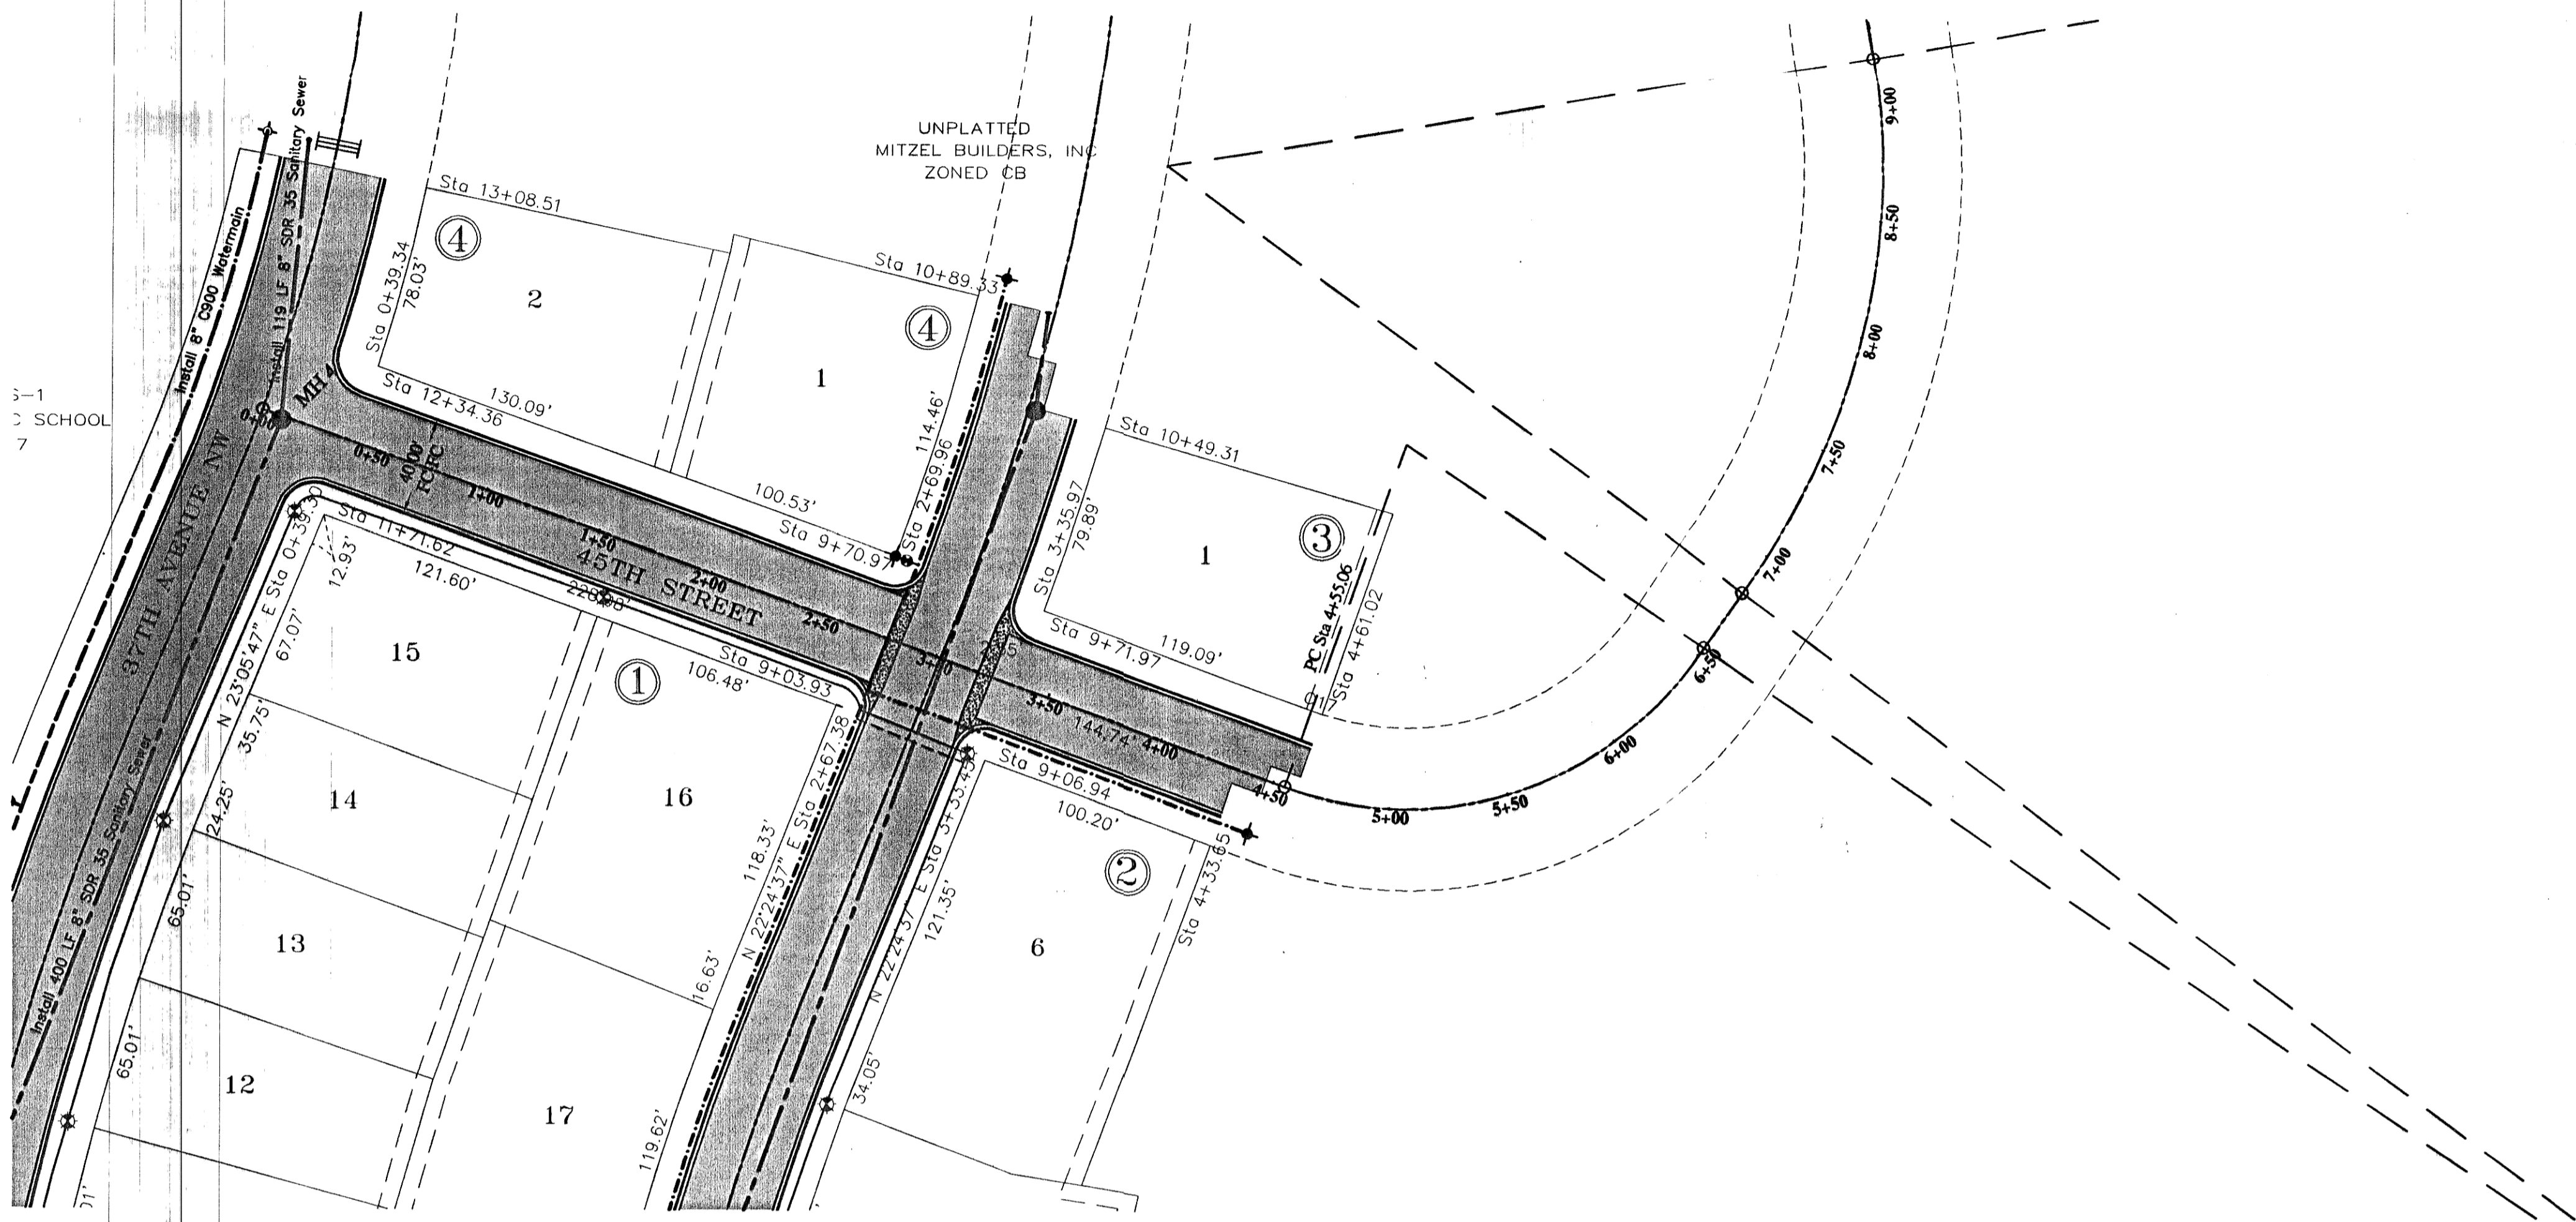 UNPLATTED
MITZEL BUILDERS, INC
ZONED CB
Install 8" C900 Watermain
Install 119 LF 8" SDR 35 Sanitary Sewer
Sta 13+08.51
4
2
Sta 0+39.34
78.03'
Sta 10+89.33
4
1
114.46'
Sta 2+69.96
S-1
C SCHOOL
7
MH 4
0+00
Sta 12+34.36
130.09'
100.53'
Sta 9+70.97
0+50
40.00'
FC-FC
1+00
1+50
2+00
2+50
3+00
3+50
4+00
4+50
5+00
5+50
6+00
6+50
7+00
7+50
8+00
8+50
9+00
45TH STREET
37TH AVENUE NW
Sta 10+49.31
3
1
Sta 3+35.97
79.89'
Sta 9+71.97
119.09'
PC Sta 4+55.06
Sta 4+61.02
144.74'
E Sta 0+39.30
N 23°05'47"
Sta 11+71.62
12.93'
121.60'
67.07'
15
1
Sta 9+03.93
106.48'
35.75'
14
24.25'
16
118.33'
N 22°24'37" E Sta 2+67.38
16.63'
65.01'
13
65.01'
12
17
119.62'
01'
Install 400 LF 8" SDR 35 Sanitary Sewer
Sta 9+06.94
100.20'
2
6
N 22°24'37" E Sta 3+33.45
121.35'
34.05'
Sta 4+33.65